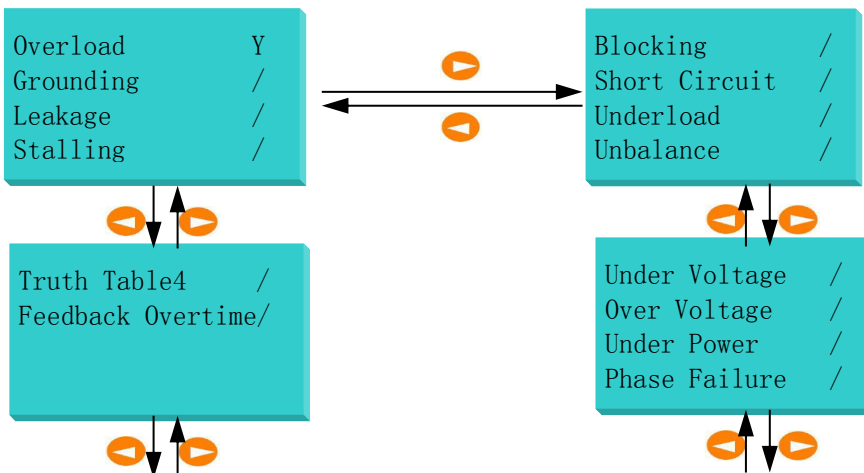 Overload Y
Grounding /
Leakage /
Stalling /
Blocking /
Short Circuit /
Underload /
Unbalance /
Truth Table4 /
Feedback Overtime/
Under Voltage /
Over Voltage /
Under Power /
Phase Failure /